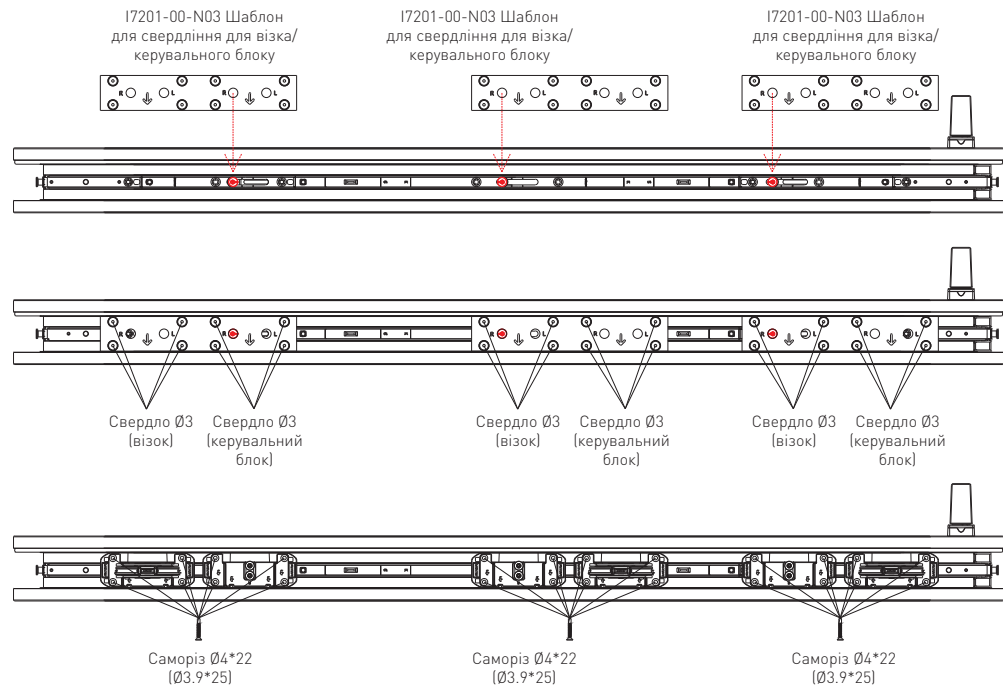 I7201-00-N03 Шаблон
для свердління для візка/
керувального блоку
I7201-00-N03 Шаблон
для свердління для візка/
керувального блоку
I7201-00-N03 Шаблон
для свердління для візка/
керувального блоку
R L R L
R L R L
R L R L
R L R L
R L R L
R L R L
Свердло Ø3
(візок)
Свердло Ø3
(керувальний
блок)
Свердло Ø3
(візок)
Свердло Ø3
(керувальний
блок)
Свердло Ø3
(візок)
Свердло Ø3
(керувальний
блок)
Саморіз Ø4*22
(Ø3.9*25)
Саморіз Ø4*22
(Ø3.9*25)
Саморіз Ø4*22
(Ø3.9*25)